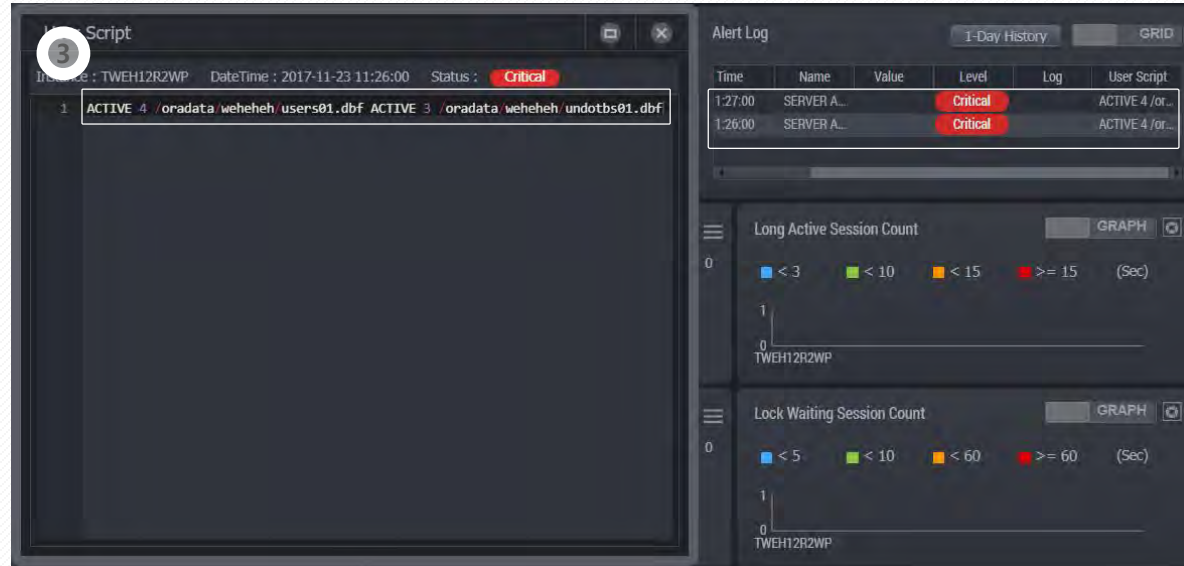 User Script
3
Instance : TWEH12R2WP DateTime : 2017-11-23 11:26:00 Status : Critical
1 ACTIVE 4 /oradata/weheheh/users01.dbf ACTIVE 3 /oradata/weheheh/undotbs01.dbf
Alert Log 1-Day History GRID
Time Name Value Level Log User Script
1:27:00 SERVER A... Critical ACTIVE 4 /or...
1:26:00 SERVER A... Critical ACTIVE 4 /or...
0
Long Active Session Count GRAPH
< 3 < 10 < 15 >= 15 (Sec)
1
0
TWEH12R2WP
0
Lock Waiting Session Count GRAPH
< 5 < 10 < 60 >= 60 (Sec)
1
0
TWEH12R2WP